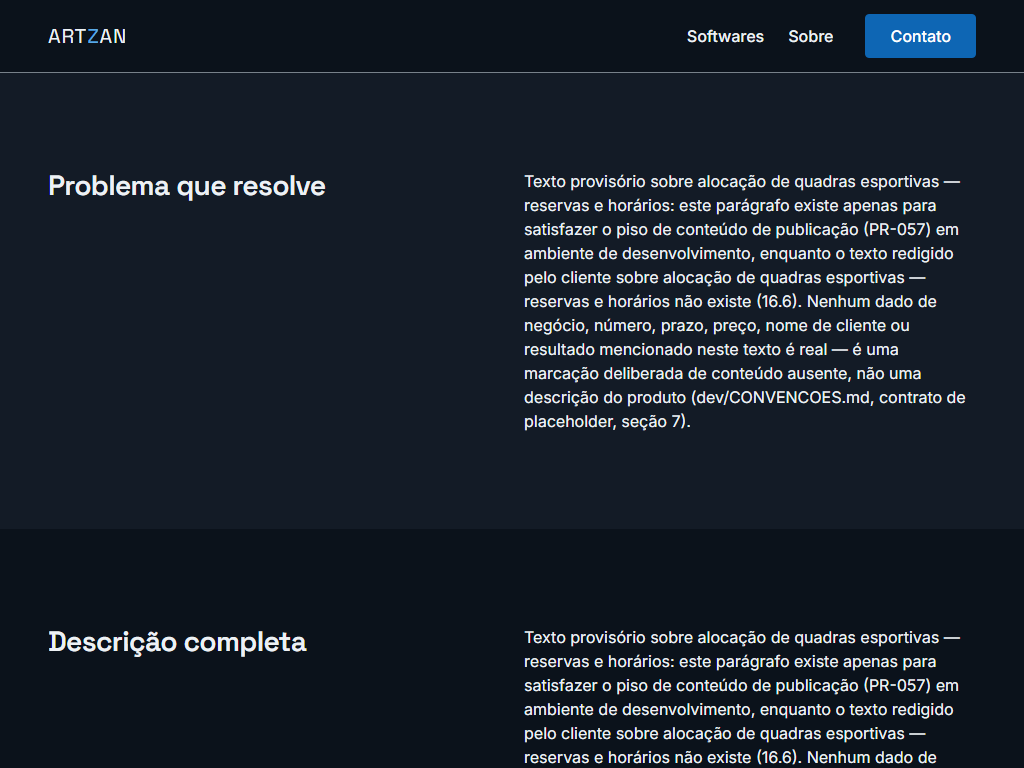 ARTZAN
Softwares
Sobre
Contato
Problema que resolve
Texto provisório sobre alocação de quadras esportivas —
reservas e horários: este parágrafo existe apenas para
satisfazer o piso de conteúdo de publicação (PR-057) em
ambiente de desenvolvimento, enquanto o texto redigido
pelo cliente sobre alocação de quadras esportivas —
reservas e horários não existe (16.6). Nenhum dado de
negócio, número, prazo, preço, nome de cliente ou
resultado mencionado neste texto é real — é uma
marcação deliberada de conteúdo ausente, não uma
descrição do produto (dev/CONVENCOES.md, contrato de
placeholder, seção 7).
Descrição completa
Texto provisório sobre alocação de quadras esportivas —
reservas e horários: este parágrafo existe apenas para
satisfazer o piso de conteúdo de publicação (PR-057) em
ambiente de desenvolvimento, enquanto o texto redigido
pelo cliente sobre alocação de quadras esportivas —
reservas e horários não existe (16.6). Nenhum dado de